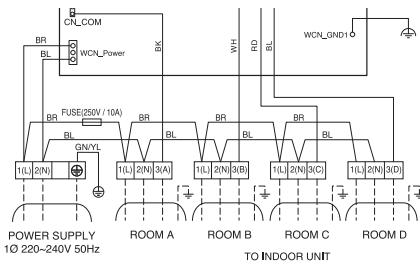 CN_COM
BR
WCN_Power
BL
BK
WH
RD
BL
WCN_GND1
BR
FUSE(250V / 10A)
BR
BR
BL
BL
BL
BL
GN/YL
1(L) 2(N)
1(L) 2(N) 3(A)
1(L) 2(N) 3(B)
1(L) 2(N) 3(C)
1(L) 2(N) 3(D)
POWER SUPPLY
1Ø 220~240V 50Hz
ROOM A
ROOM B
ROOM C
ROOM D
TO INDOOR UNIT